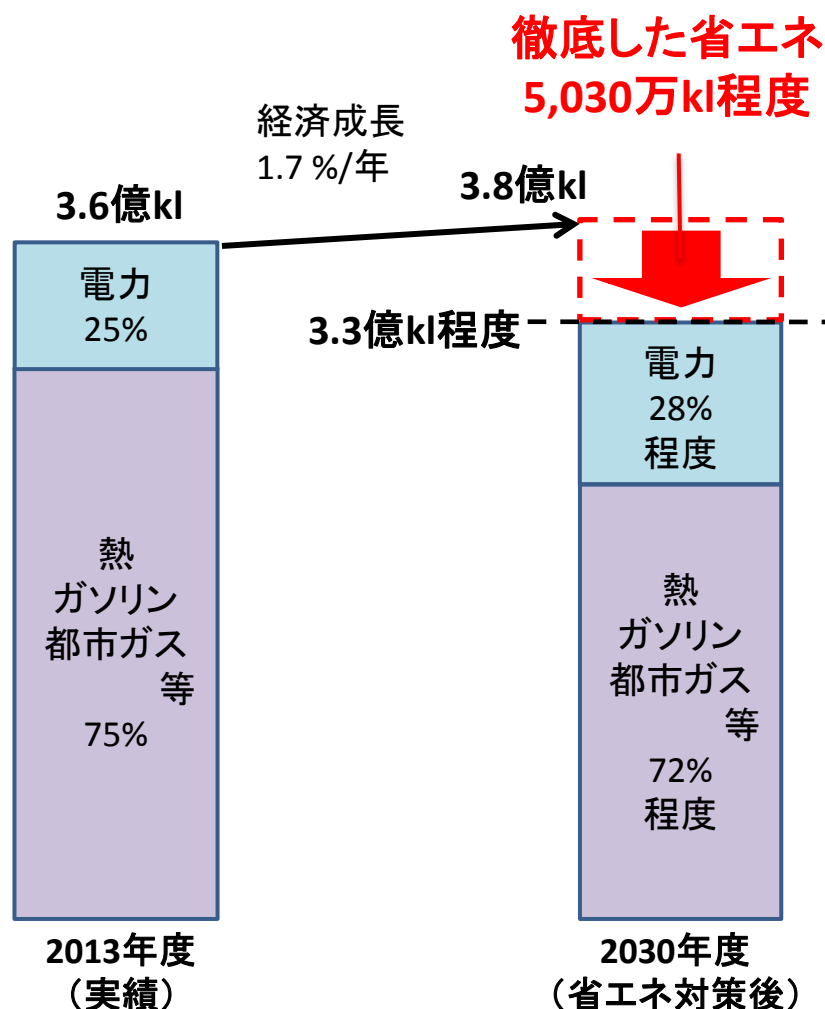 徹底した省エネ
5,030万kl程度
経済成長
1.7 %/年
3.6億kl
3.8億kl
3.3億kl程度
電力
25%
熱
ガソリン
都市ガス
等
75%
電力
28%
程度
熱
ガソリン
都市ガス
等
72%
程度
2013年度
（実績）
2030年度
（省エネ対策後）